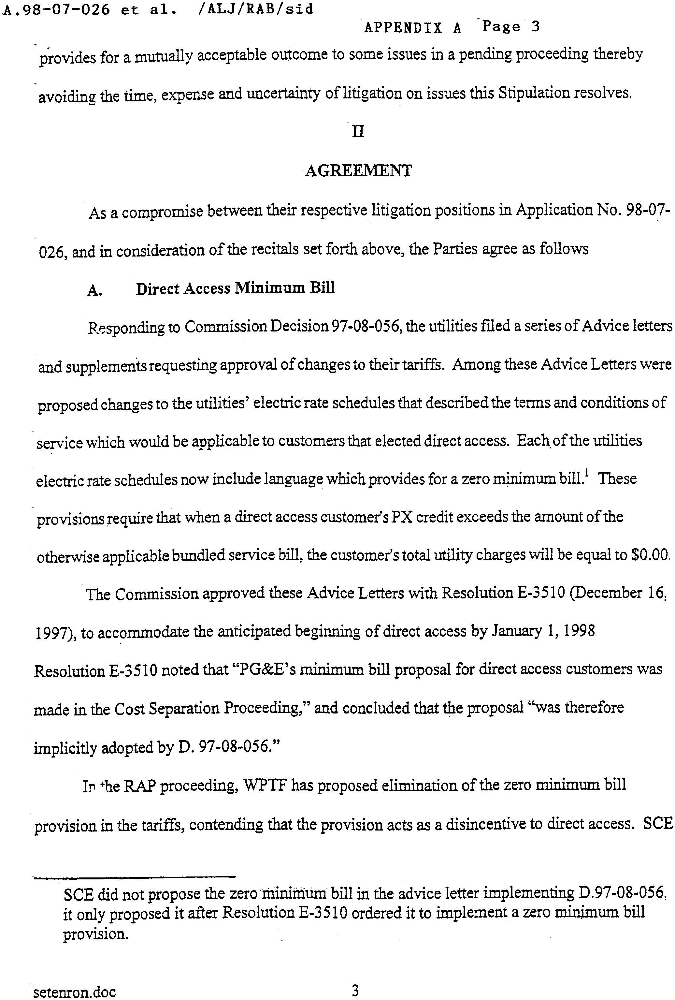 A.98-07-026 et al. /ALJ/RAB/sid
APPENDIX A Page 3
provides for a mutually acceptable outcome to some issues in a pending proceeding thereby
avoiding the time, expense and uncertainty of litigation on issues this Stipulation resolves.
II
AGREEMENT
As a compromise between their respective litigation positions in Application No. 98-07-
026, and in consideration of the recitals set forth above, the Parties agree as follows
A. Direct Access Minimum Bill
Responding to Commission Decision 97-08-056, the utilities filed a series of Advice letters
and supplements requesting approval of changes to their tariffs. Among these Advice Letters were
proposed changes to the utilities' electric rate schedules that described the terms and conditions of
service which would be applicable to customers that elected direct access. Each of the utilities
electric rate schedules now include language which provides for a zero minimum bill.¹ These
provisions require that when a direct access customer's PX credit exceeds the amount of the
otherwise applicable bundled service bill, the customer's total utility charges will be equal to $0.00.
The Commission approved these Advice Letters with Resolution E-3510 (December 16,
1997), to accommodate the anticipated beginning of direct access by January 1, 1998.
Resolution E-3510 noted that “PG&E’s minimum bill proposal for direct access customers was
made in the Cost Separation Proceeding,” and concluded that the proposal “was therefore
implicitly adopted by D. 97-08-056.”
In the RAP proceeding, WPTF has proposed elimination of the zero minimum bill
provision in the tariffs, contending that the provision acts as a disincentive to direct access. SCE
SCE did not propose the zero minimum bill in the advice letter implementing D.97-08-056,
it only proposed it after Resolution E-3510 ordered it to implement a zero minimum bill
provision.
setenron.doc
3